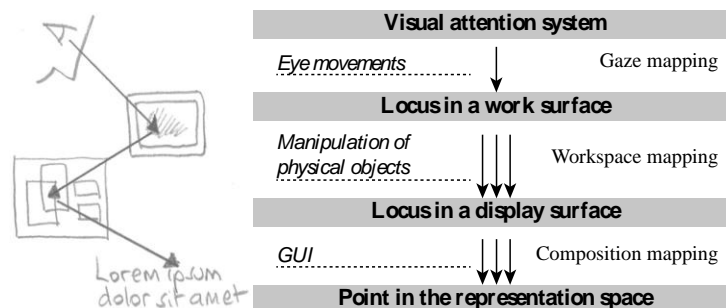 Visual attention system
Eye movements
Gaze mapping
Locus in a work surface
Manipulation of
physical objects
Workspace mapping
Locus in a display surface
GUI
Composition mapping
Point in the representation space
Lorem ipsum
dolor sit amet